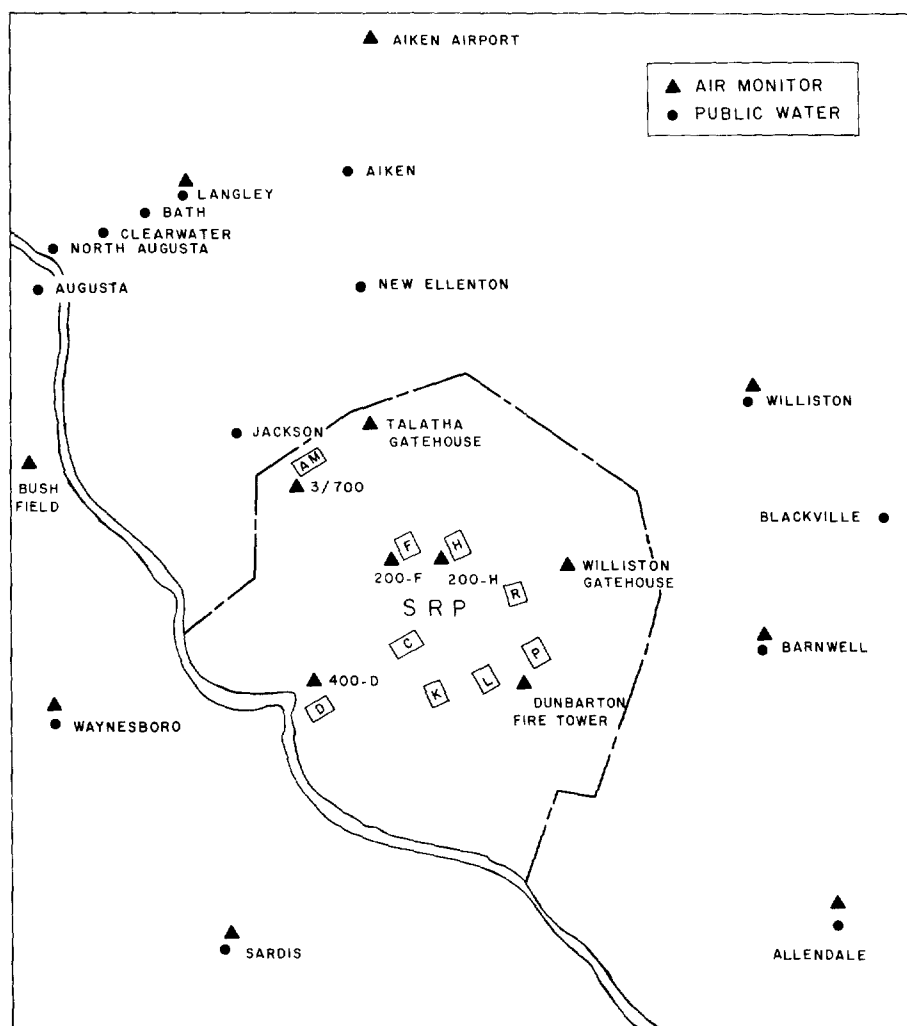 AIKEN AIRPORT
AIR MONITOR
PUBLIC WATER
AIKEN
LANGLEY
BATH
CLEARWATER
NORTH AUGUSTA
AUGUSTA
NEW ELLENTON
WILLISTON
TALATHA
GATEHOUSE
JACKSON
AM
3/700
BUSH
FIELD
BLACKVILLE
F
H
200-F
200-H
WILLISTON
GATEHOUSE
R
SRP
C
P
BARNWELL
400-D
K
L
D
DUNBARTON
FIRE TOWER
WAYNESBORO
SARDIS
ALLENDALE